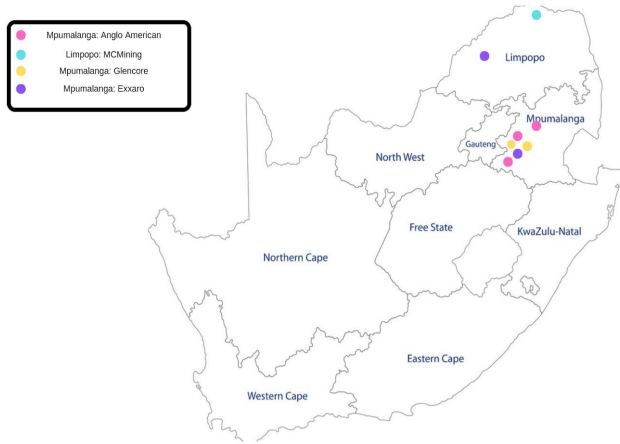 Mpumalanga: Anglo American
Limpopo: MCMining
Mpumalanga: Glencore
Mpumalanga: Exxaro
Limpopo
Mpumalanga
Gauteng
North West
Free State
KwaZulu-Natal
Northern Cape
Eastern Cape
Western Cape